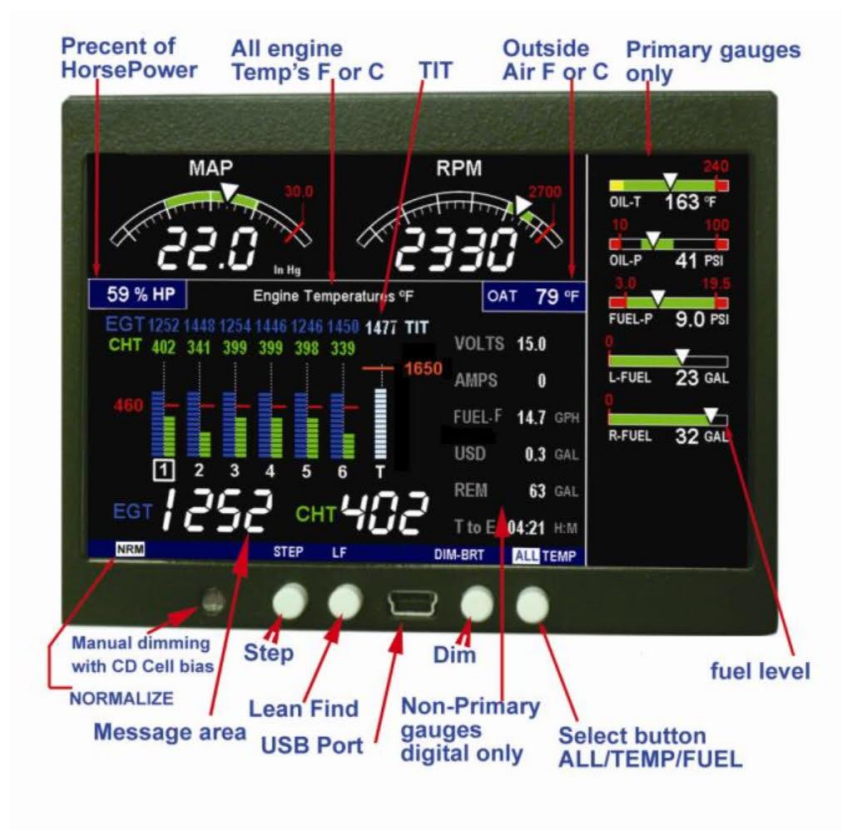 Precent of
HorsePower
All engine
Temp's F or C
TIT
Outside
Air F or C
Primary gauges
only
MAP
30.0
22.0
In Hg
RPM
2700
2330
240
OIL-T 163 ºF
10 100
OIL-P 41 PSI
3.0 19.5
FUEL-P 9.0 PSI
0
L-FUEL 23 GAL
0
R-FUEL 32 GAL
59 % HP
Engine Temperatures ºF
OAT 79 ºF
EGT 1252 1448 1254 1446 1246 1450 1477 TIT
CHT 402 341 399 399 398 339
1650
460
1 2 3 4 5 6 T
VOLTS 15.0
AMPS 0
FUEL-F 14.7 GPH
USD 0.3 GAL
REM 63 GAL
T to E 04:21 H:M
EGT 1252 CHT 402
NRM STEP LF DIM-BRT ALL TEMP
Manual dimming
with CD Cell bias
NORMALIZE
Message area
Step
Lean Find
USB Port
Dim
Non-Primary
gauges
digital only
Select button
ALL/TEMP/FUEL
fuel level